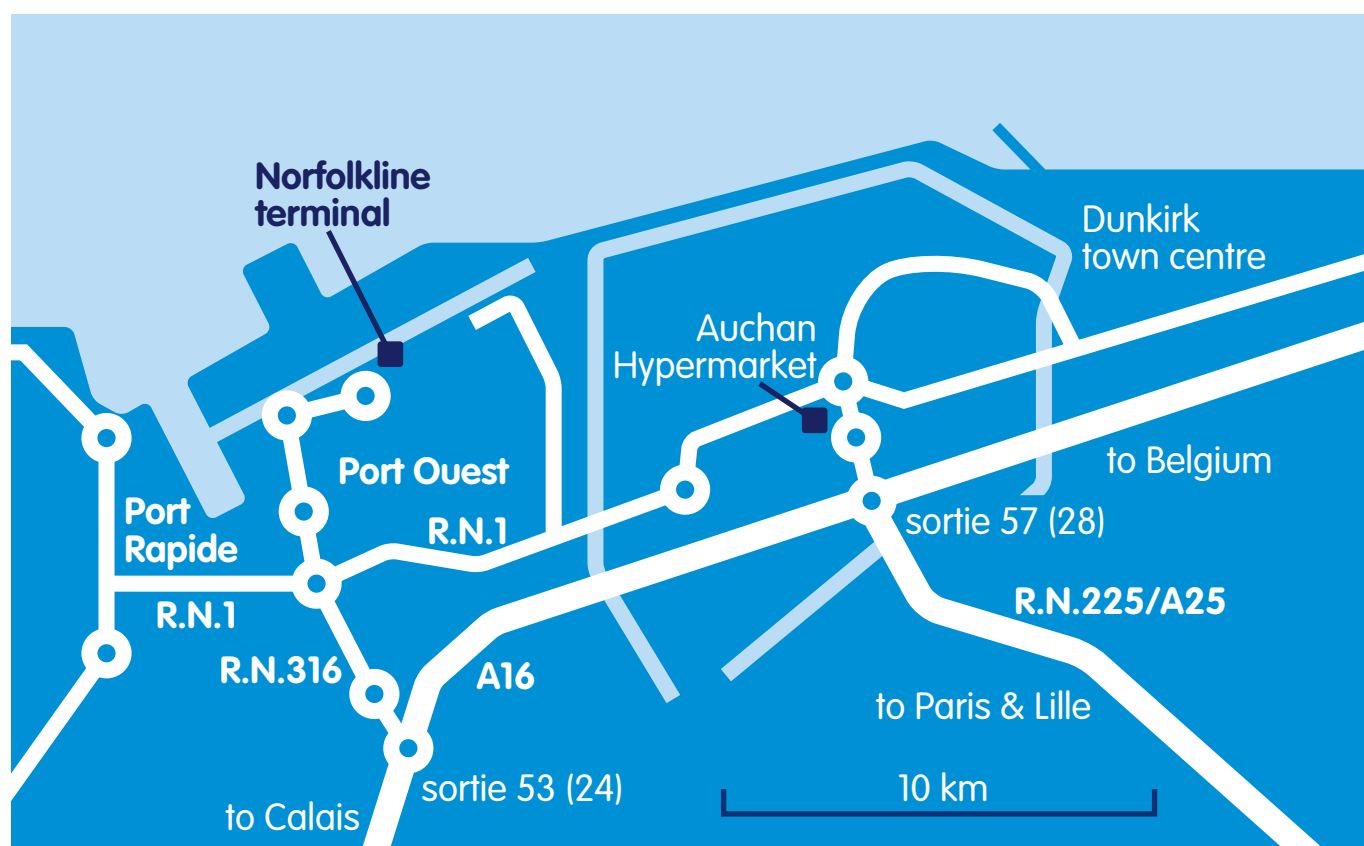 Norfolkline
terminal
Dunkirk
town centre
Auchan
Hypermarket
to Belgium
Port Ouest
Port
Rapide
R.N.1
sortie 57 (28)
R.N.1
R.N.225/A25
R.N.316
A16
to Paris & Lille
sortie 53 (24)
10 km
to Calais